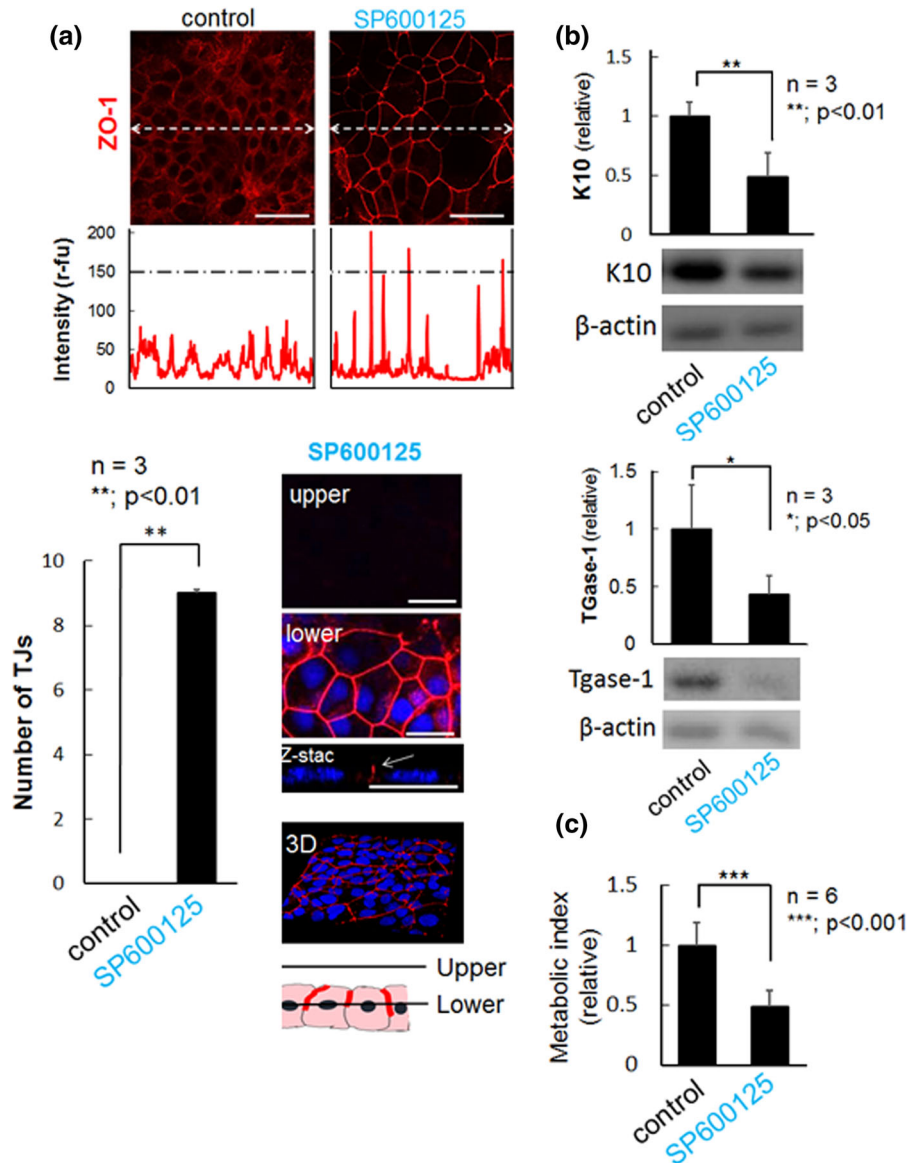 (a)
control
SP600125
ZO-1
Intensity (r-fu)
200
150
100
50
0
n = 3
**; p<0.01
**
Number of TJs
10
8
6
4
2
0
control
SP600125
SP600125
upper
lower
Z-stac
3D
Upper
Lower
(b)
K10 (relative)
1.5
1
0.5
0
**
n = 3
**; p<0.01
K10
β-actin
control
SP600125
TGase-1 (relative)
1.5
1
0.5
0
*
n = 3
*; p<0.05
Tgase-1
β-actin
control
SP600125
(c)
Metabolic index
(relative)
1.5
1
0.5
0
***
n = 6
***; p<0.001
control
SP600125